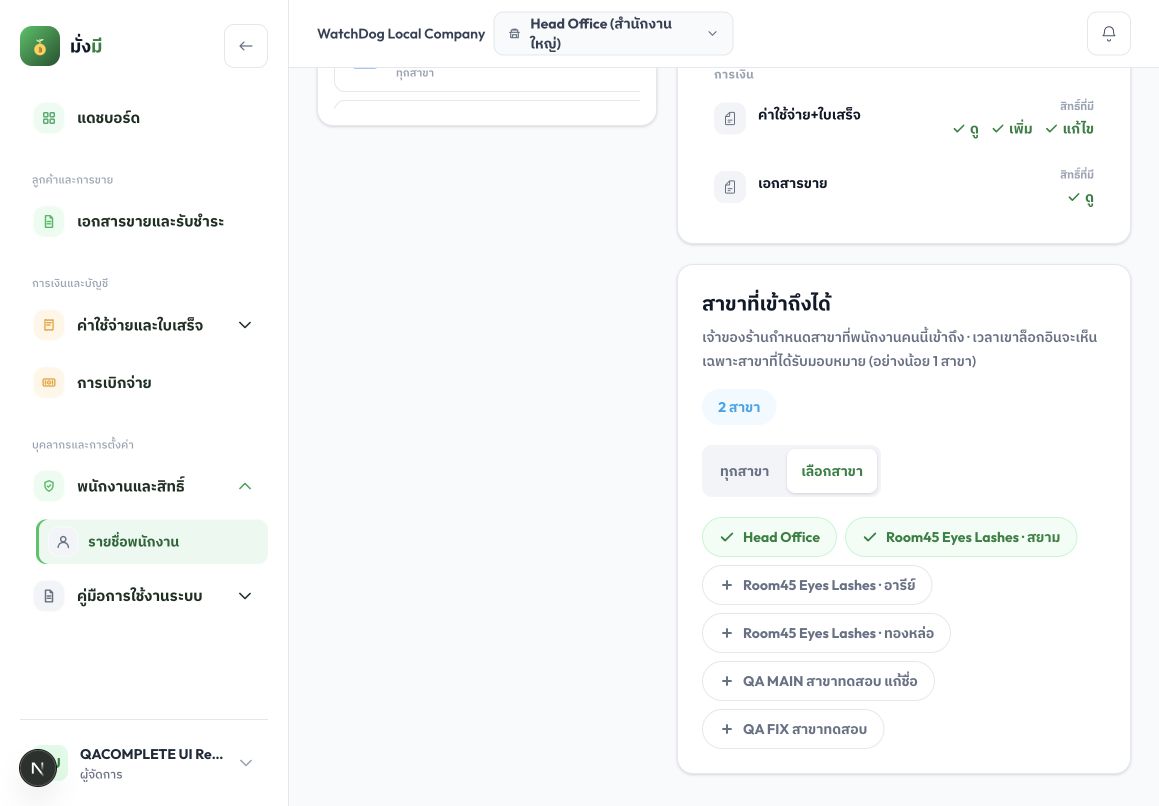 มั่งมี
แดชบอร์ด
ลูกค้าและการขาย
เอกสารขายและรับชำระ
การเงินและบัญชี
ค่าใช้จ่ายและใบเสร็จ
การเบิกจ่าย
บุคลากรและการตั้งค่า
พนักงานและสิทธิ์
รายชื่อพนักงาน
คู่มือการใช้งานระบบ
N
QACOMPLETE UI Re...
ผู้จัดการ
WatchDog Local Company
Head Office (สำนักงาน
ใหญ่)
ทุกสาขา
การเงิน
ค่าใช้จ่าย+ใบเสร็จ
สิทธิ์ที่มี
ดู เพิ่ม แก้ไข
เอกสารขาย
สิทธิ์ที่มี
ดู
สาขาที่เข้าถึงได้
เจ้าของร้านกำหนดสาขาที่พนักงานคนนี้เข้าถึง · เวลาเขาล็อกอินจะเห็น
เฉพาะสาขาที่ได้รับมอบหมาย (อย่างน้อย 1 สาขา)
2 สาขา
ทุกสาขา เลือกสาขา
Head Office
Room45 Eyes Lashes · สยาม
Room45 Eyes Lashes · อารีย์
Room45 Eyes Lashes · ทองหล่อ
QA MAIN สาขาทดสอบ แก้ชื่อ
QA FIX สาขาทดสอบ